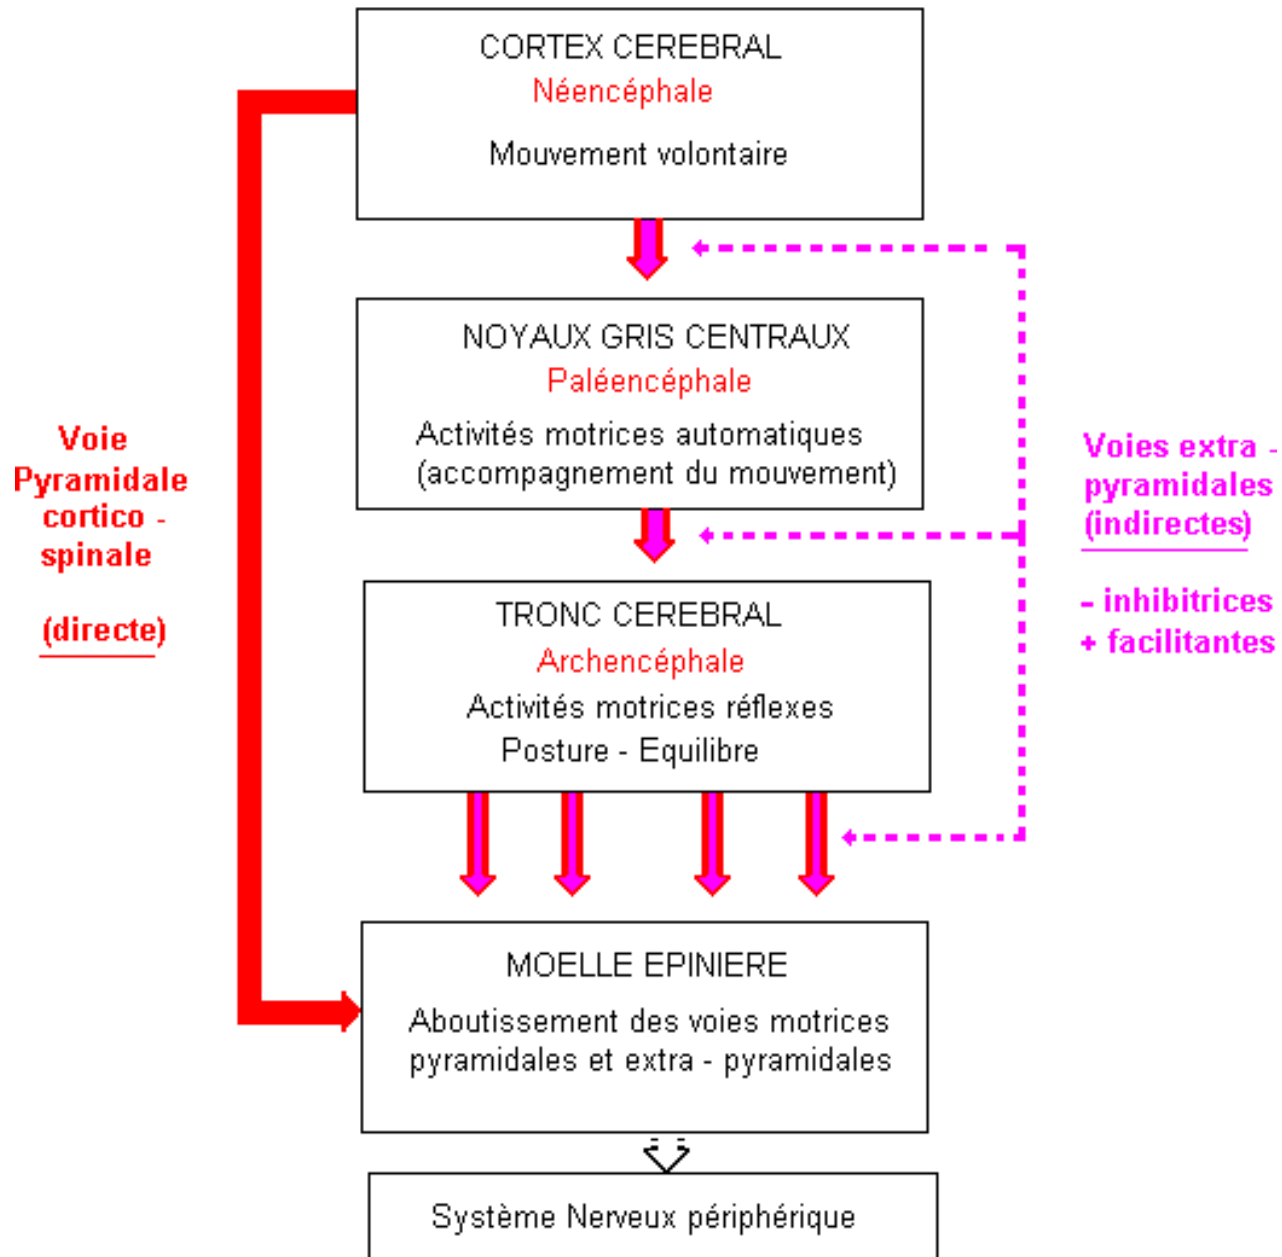 CORTEX CEREBRAL
Néencéphale
Mouvement volontaire
NOYAUX GRIS CENTRAUX
Paléencéphale
Activités motrices automatiques
(accompagnement du mouvement)
Voie
Pyramidale
cortico -
spinale
(directe)
Voies extra -
pyramidales
(indirectes)
- inhibitrices
+ facilitantes
TRONC CEREBRAL
Archencéphale
Activités motrices réflexes
Posture - Equilibre
MOELLE EPINIERE
Aboutissement des voies motrices
pyramidales et extra - pyramidales
Système Nerveux périphérique